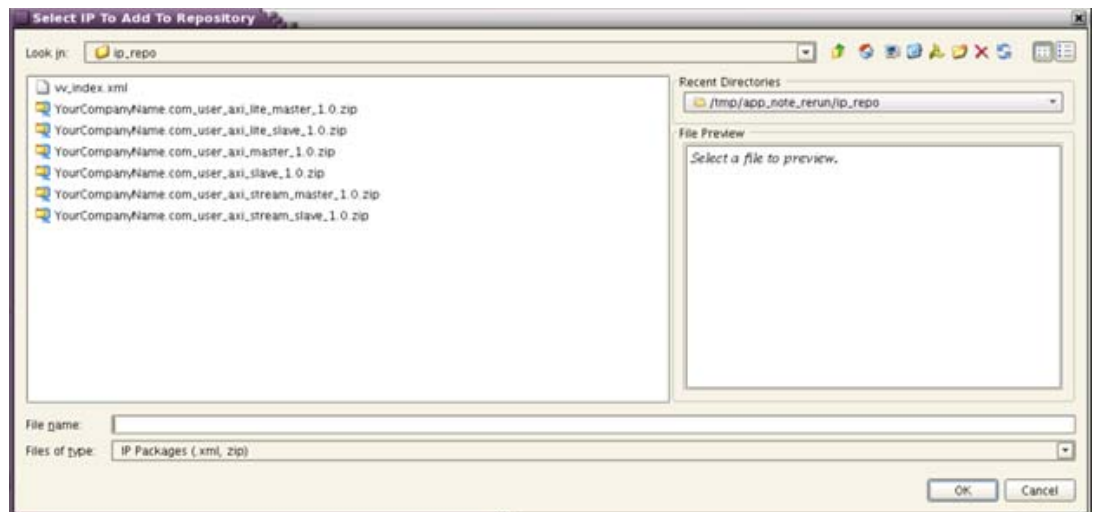 Select IP To Add To Repository
Look in: ip_repo
vv_index.xml
YourCompanyName.com_user_axi_lite_master_1.0.zip
YourCompanyName.com_user_axi_lite_slave_1.0.zip
YourCompanyName.com_user_axi_master_1.0.zip
YourCompanyName.com_user_axi_slave_1.0.zip
YourCompanyName.com_user_axi_stream_master_1.0.zip
YourCompanyName.com_user_axi_stream_slave_1.0.zip
Recent Directories
/tmp/app_note_rerun/ip_repo
File Preview
Select a file to preview.
File name:
Files of type: IP Packages (.xml, zip)
OK Cancel